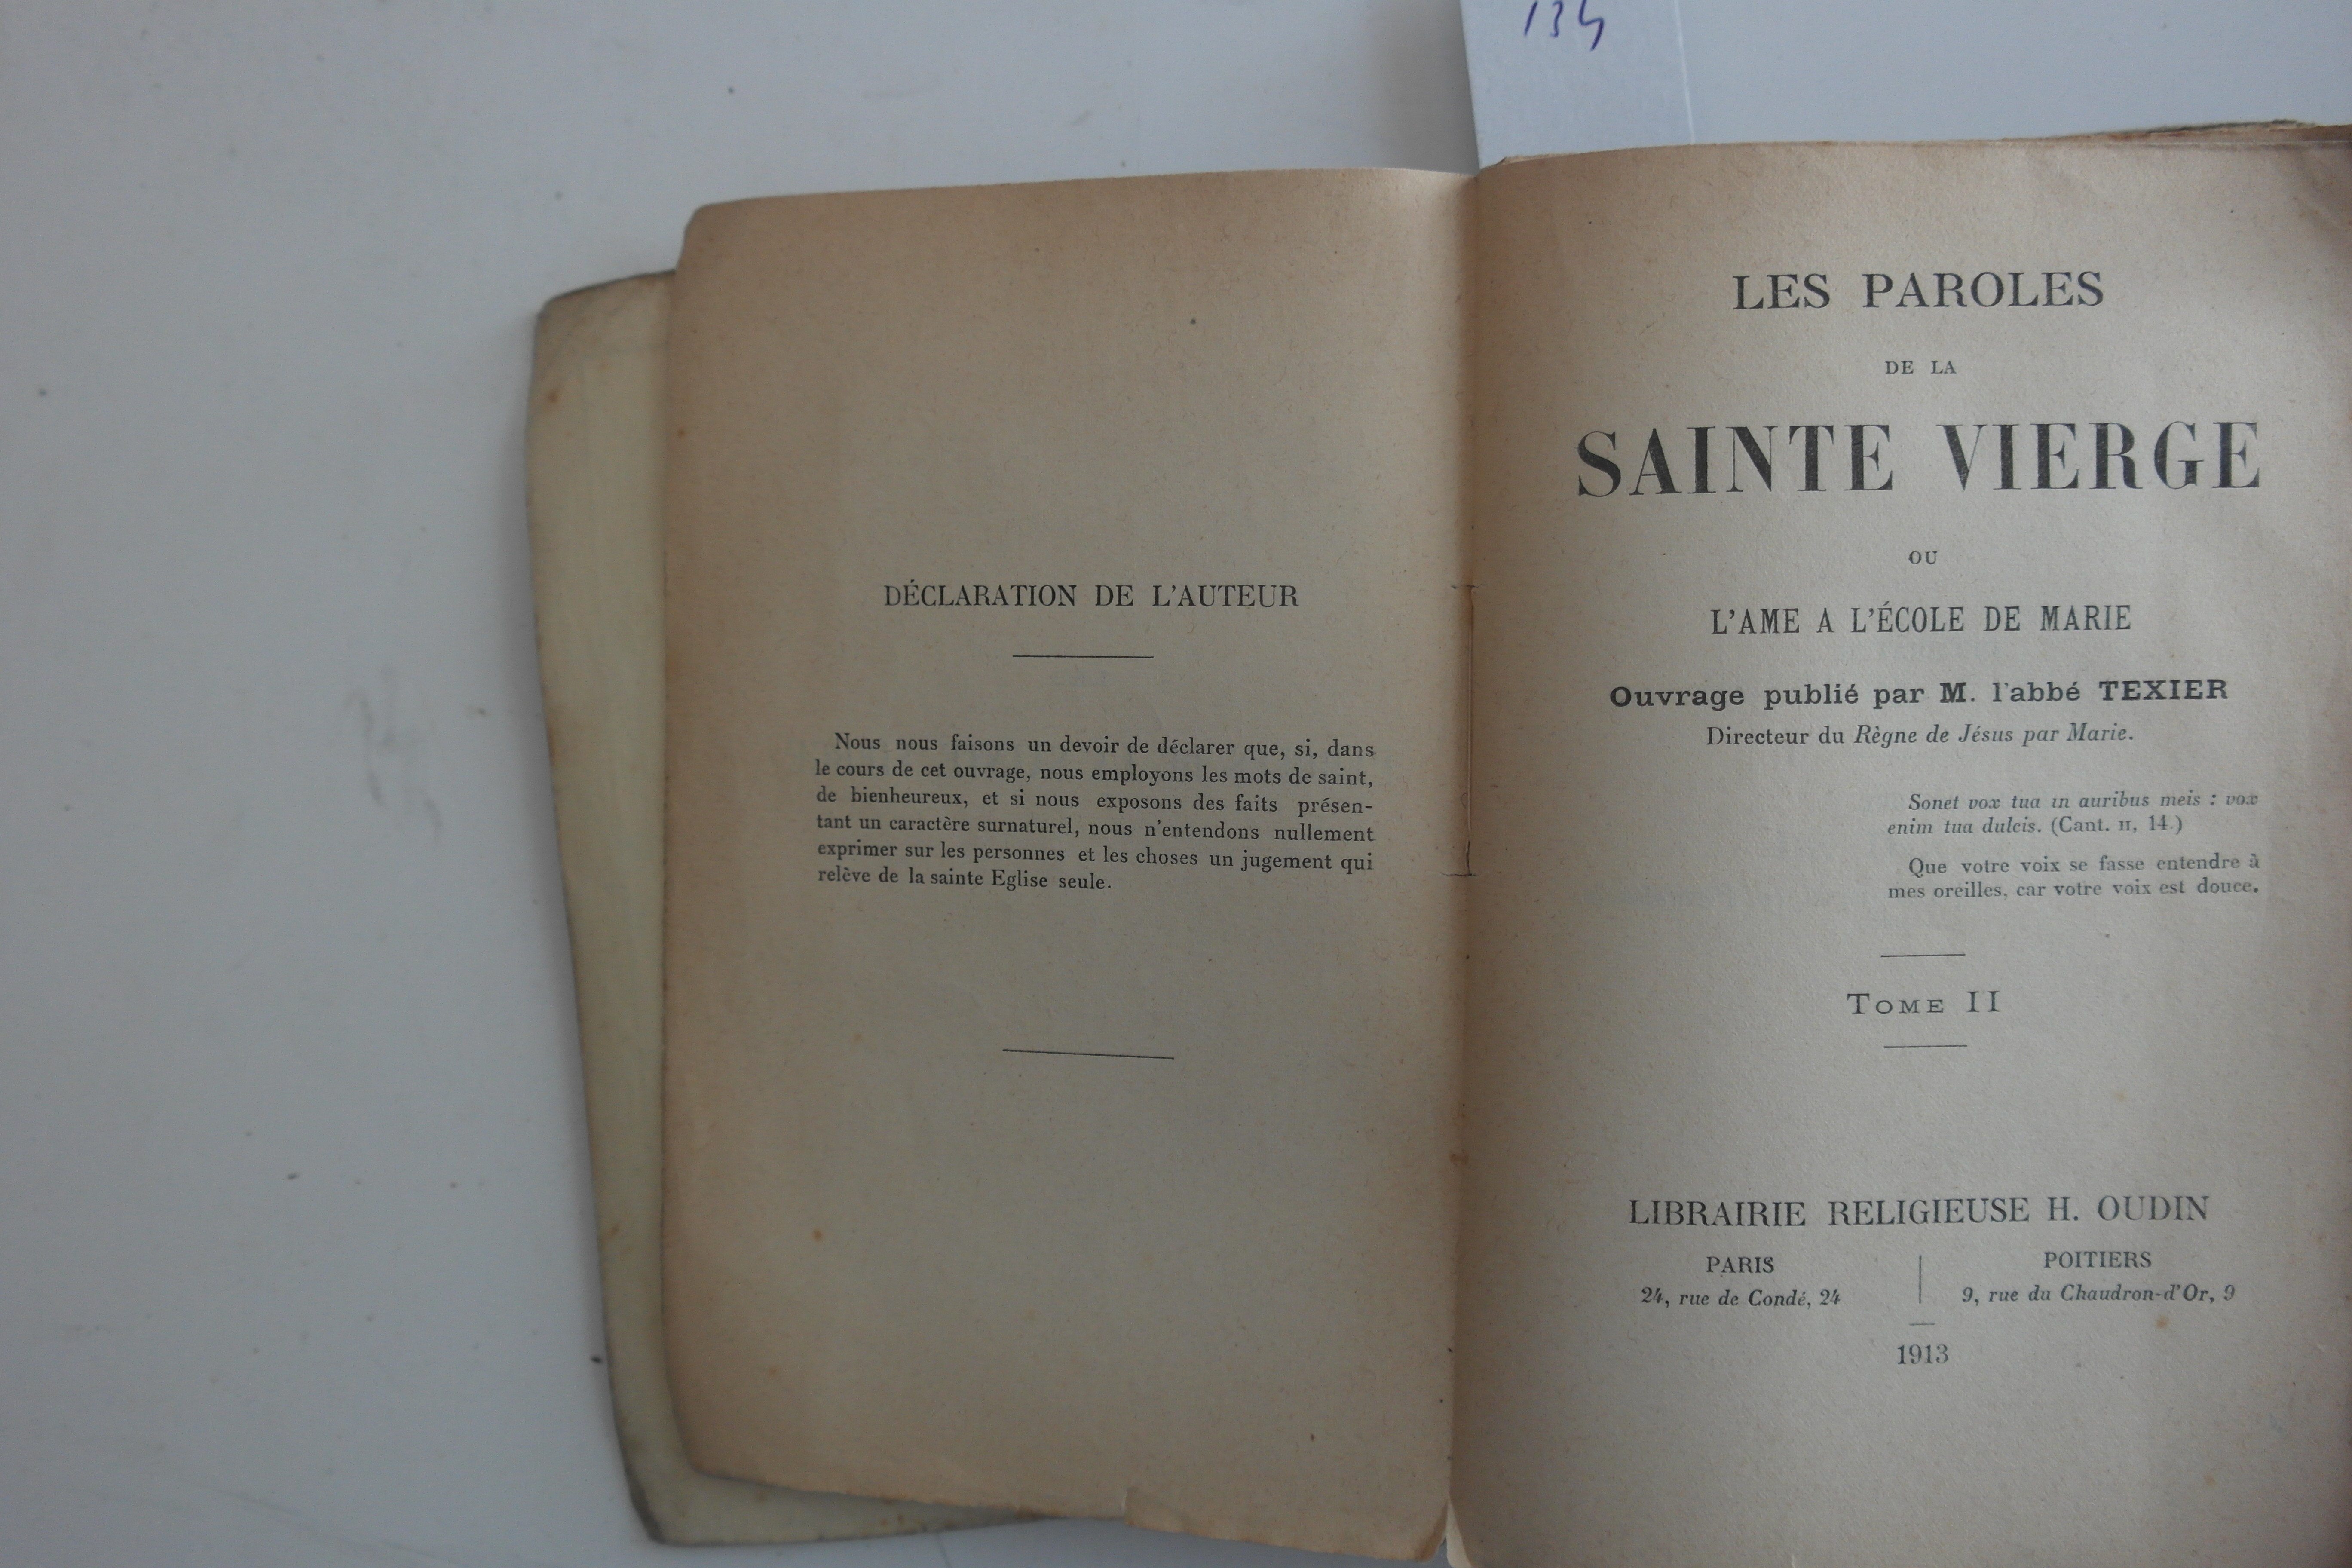 134
DÉCLARATION DE L'AUTEUR
Nous nous faisons un devoir de déclarer que, si, dans
le cours de cet ouvrage, nous employons les mots de saint,
de bienheureux, et si nous exposons des faits présen-
tant un caractère surnaturel, nous n'entendons nullement
exprimer sur les personnes et les choses un jugement qui
relève de la sainte Eglise seule.
LES PAROLES
DE LA
SAINTE VIERGE
OU
L'AME A L'ÉCOLE DE MARIE
Ouvrage publié par M. l'abbé TEXIER
Directeur du Règne de Jésus par Marie.
Sonet vox tua in auribus meis : vox
enim tua dulcis. (Cant. II, 14.)
Que votre voix se fasse entendre à
mes oreilles, car votre voix est douce.
TOME II
LIBRAIRIE RELIGIEUSE H. OUDIN
PARIS
24, rue de Condé, 24
POITIERS
9, rue du Chaudron-d'Or, 9
1913